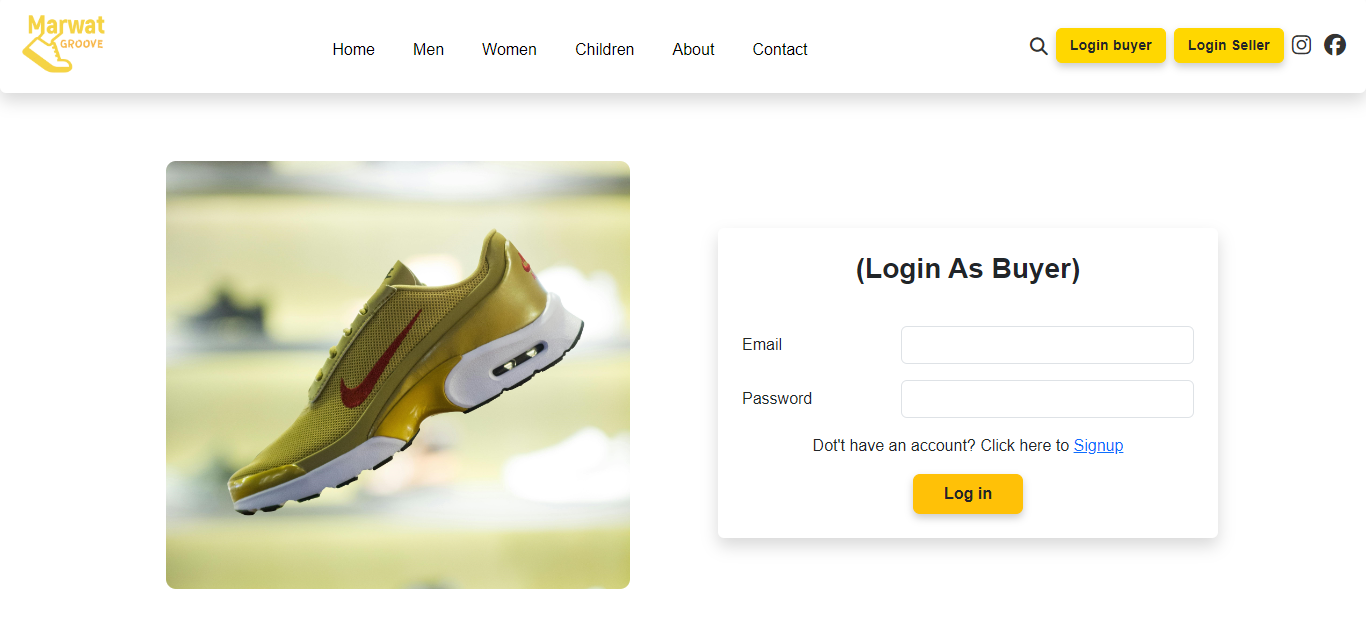 Marwat
GROOVE
Home Men Women Children About Contact
Login buyer Login Seller
(Login As Buyer)
Email
Password
Dot't have an account? Click here to Signup
Log in